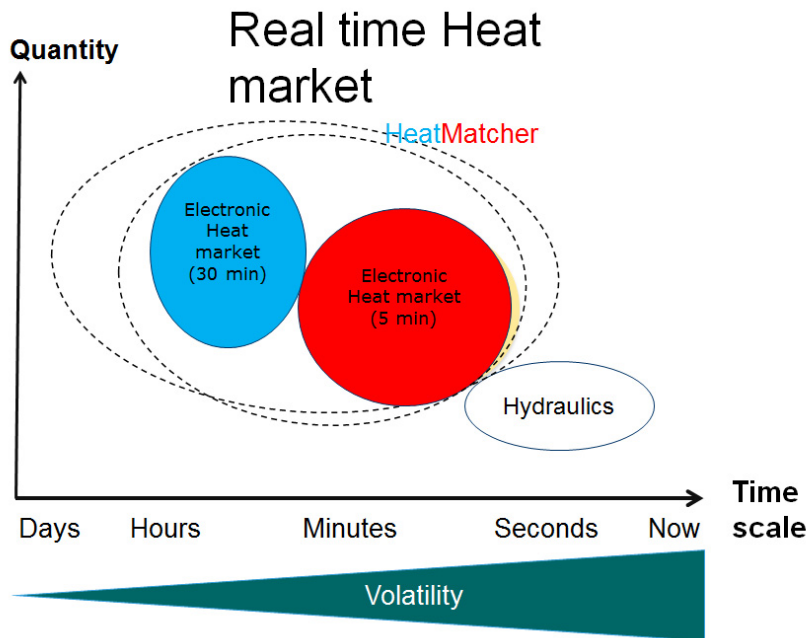 Real time Heat
market
Quantity
HeatMatcher
Electronic
Heat
market
(30 min)
Electronic
Heat market
(5 min)
Hydraulics
Time
scale
Days Hours Minutes Seconds Now
Volatility